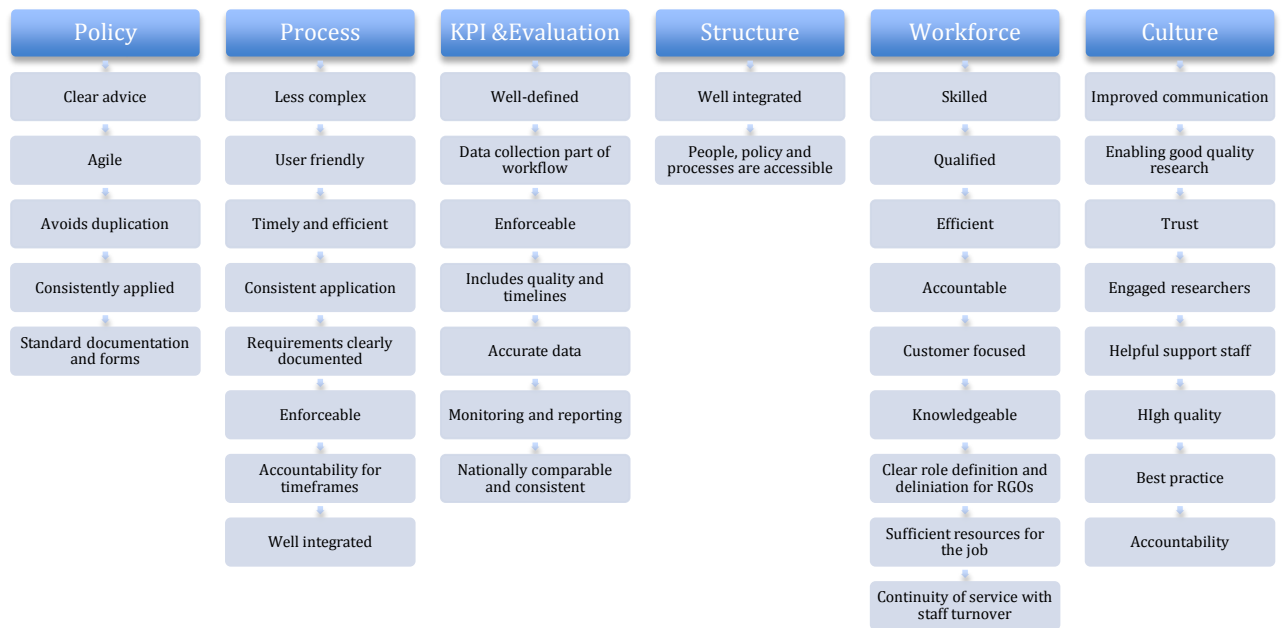 Policy
Clear advice
Agile
Avoids duplication
Consistently applied
Standard documentation
and forms
Process
Less complex
User friendly
Timely and efficient
Consistent application
Requirements clearly
documented
Enforceable
Accountability for
timeframes
Well integrated
KPI &Evaluation
Well-defined
Data collection part of
workflow
Enforceable
Includes quality and
timelines
Accurate data
Monitoring and reporting
Nationally comparable
and consistent
Structure
Well integrated
People, policy and
processes are accessible
Workforce
Skilled
Qualified
Efficient
Accountable
Customer focused
Knowledgeable
Clear role definition and
deliniation for RGOs
Sufficient resources for
the job
Continuity of service with
staff turnover
Culture
Improved communication
Enabling good quality
research
Trust
Engaged researchers
Helpful support staff
HIgh quality
Best practice
Accountability